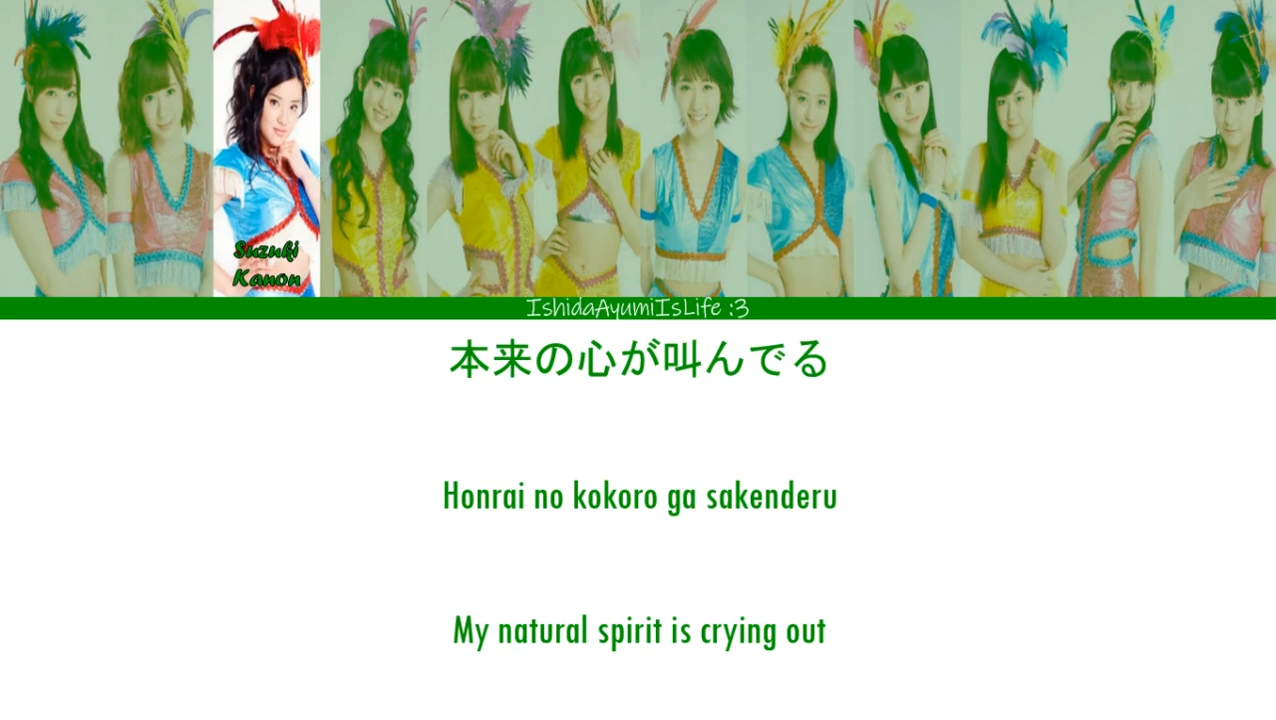 Suzuki
Kanon
IshidaAyumiIsLife :3
本来の心が叫んでる
Honrai no kokoro ga sakenderu
My natural spirit is crying out